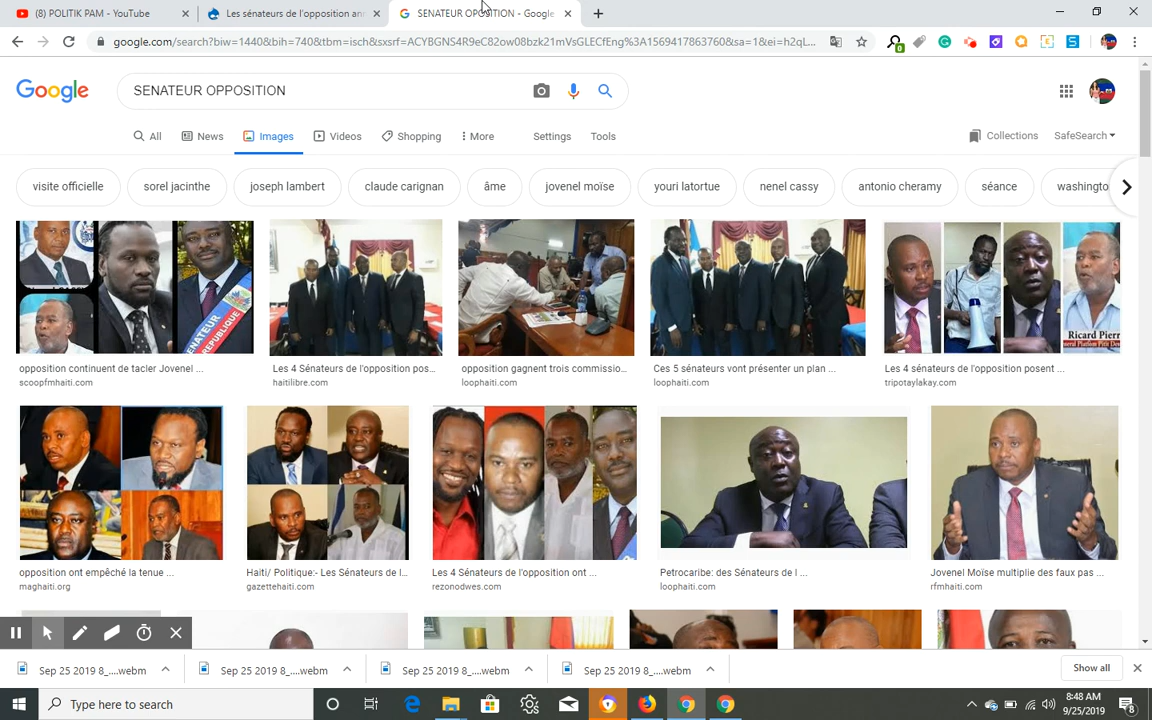 (8) POLITIK PAM - YouTube
Les sénateurs de l'opposition ann
SENATEUR OPOSITION - Google
google.com/search?biw=1440&bih=740&tbm=isch&sxsrf=ACYBGNS4R9eC82ow08bzk21mVsGLECfEng%3A1569417863760&sa=1&ei=h2qL...
0
Google
SENATEUR OPPOSITION
All
News
Images
Videos
Shopping
More
Settings
Tools
Collections
SafeSearch
visite officielle
sorel jacinthe
joseph lambert
claude carignan
âme
jovenel moïse
youri latortue
nenel cassy
antonio cheramy
séance
washingto
SENATEUR
REPUBLIQUE
Ricard Pierr
opposition continuent de tacler Jovenel ...
scoopfmhaiti.com
Les 4 Sénateurs de l'opposition pos...
haitilibre.com
opposition gagnent trois commissio...
loophaiti.com
Ces 5 sénateurs vont présenter un plan ...
loophaiti.com
Les 4 sénateurs de l'opposition posent ...
tripotaylakay.com
opposition ont empêché la tenue ...
maghaiti.org
Haiti/ Politique:- Les Sénateurs de l...
gazettehaiti.com
Les 4 Sénateurs de l'opposition ont ...
rezonodwes.com
Petrocaribe: des Sénateurs de l ...
loophaiti.com
Jovenel Moïse multiplie des faux pas ...
rfmhaiti.com
Sep 25 2019 8_....webm
Sep 25 2019 8_....webm
Sep 25 2019 8_....webm
Sep 25 2019 8_....webm
Show all
Type here to search
8:48 AM
9/25/2019
8